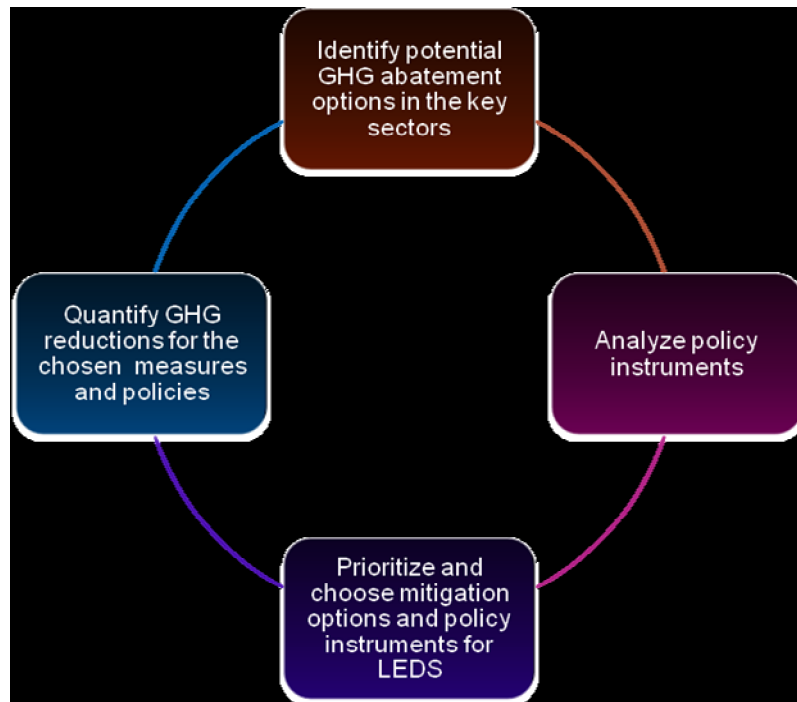 Identify potential
GHG abatement
options in the key
sectors
Analyze policy
instruments
Prioritize and
choose mitigation
options and policy
instruments for
LEDS
Quantify GHG
reductions for the
chosen measures
and policies